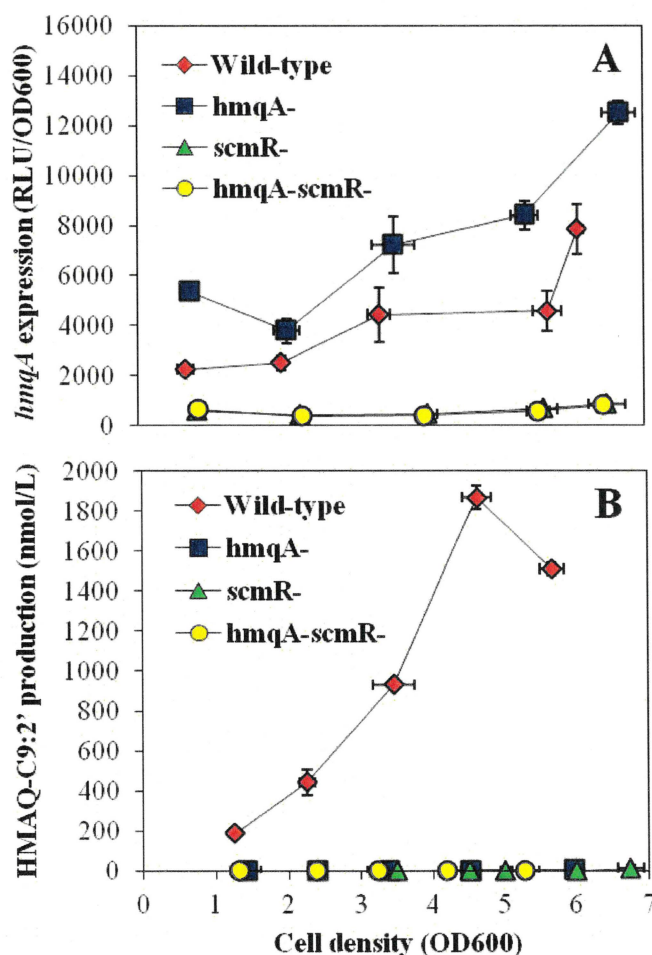 16000
14000
12000
10000
8000
6000
4000
2000
0
hmqA expression (RLU/OD600)
Wild-type
hmqA-
scmR-
hmqA-scmR-
A
2000
1800
1600
1400
1200
1000
800
600
400
200
0
HMAQ-C9:2' production (nmol/L)
Wild-type
hmqA-
scmR-
hmqA-scmR-
B
0 1 2 3 4 5 6 7
Cell density (OD600)